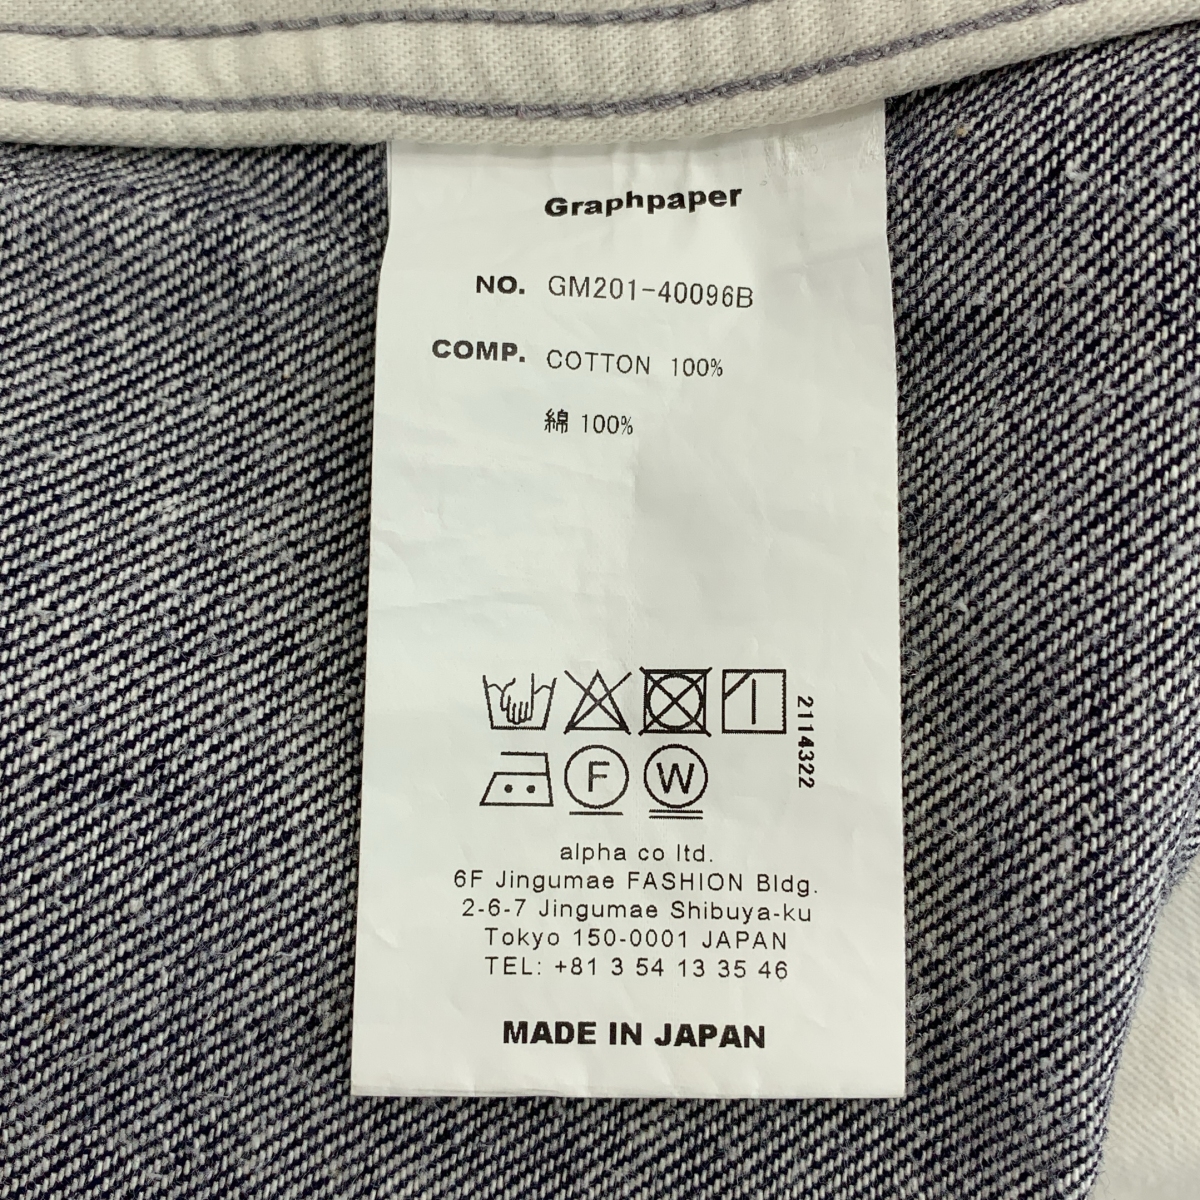 Graphpaper
NO. GM201-40096B
COMP. COTTON 100%
綿 100%
2114322
F W
alpha co ltd.
6F Jingumae FASHION Bldg.
2-6-7 Jingumae Shibuya-ku
Tokyo 150-0001 JAPAN
TEL: +81 3 54 13 35 46
MADE IN JAPAN